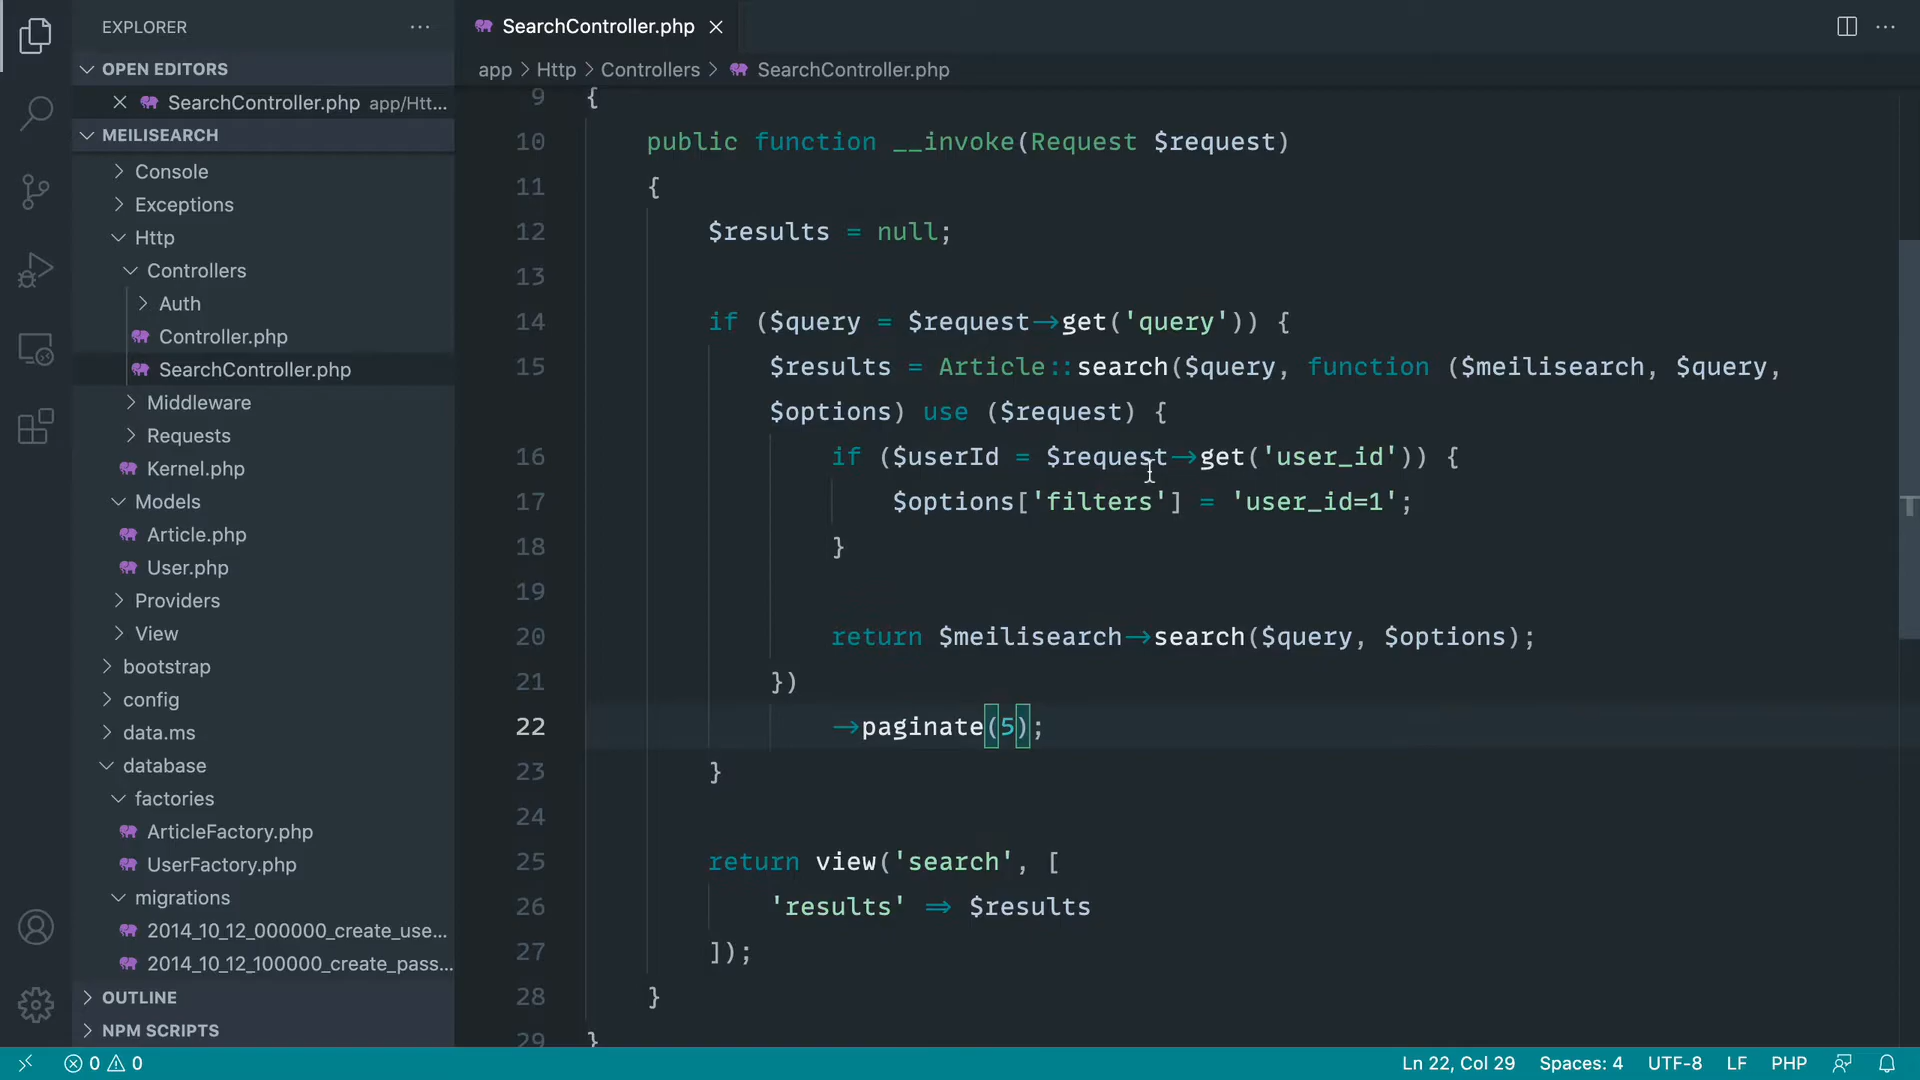 EXPLORER
OPEN EDITORS
SearchController.php app/Htt...
MEILISEARCH
Console
Exceptions
Http
Controllers
Auth
Controller.php
SearchController.php
Middleware
Requests
Kernel.php
Models
Article.php
User.php
Providers
View
bootstrap
config
data.ms
database
factories
ArticleFactory.php
UserFactory.php
migrations
2014_10_12_000000_create_use...
2014_10_12_100000_create_pass...
OUTLINE
NPM SCRIPTS
SearchController.php
app > Http > Controllers > SearchController.php
9 {
10 public function __invoke(Request $request)
11 {
12 $results = null;
13
14 if ($query = $request->get('query')) {
15 $results = Article::search($query, function ($meilisearch, $query,
$options) use ($request) {
16 if ($userId = $request->get('user_id')) {
17 $options['filters'] = 'user_id=1';
18 }
19
20 return $meilisearch->search($query, $options);
21 })
22 ->paginate(5);
23 }
24
25 return view('search', [
26 'results' => $results
27 ]);
28 }
29 }
0 0
Ln 22, Col 29 Spaces: 4 UTF-8 LF PHP